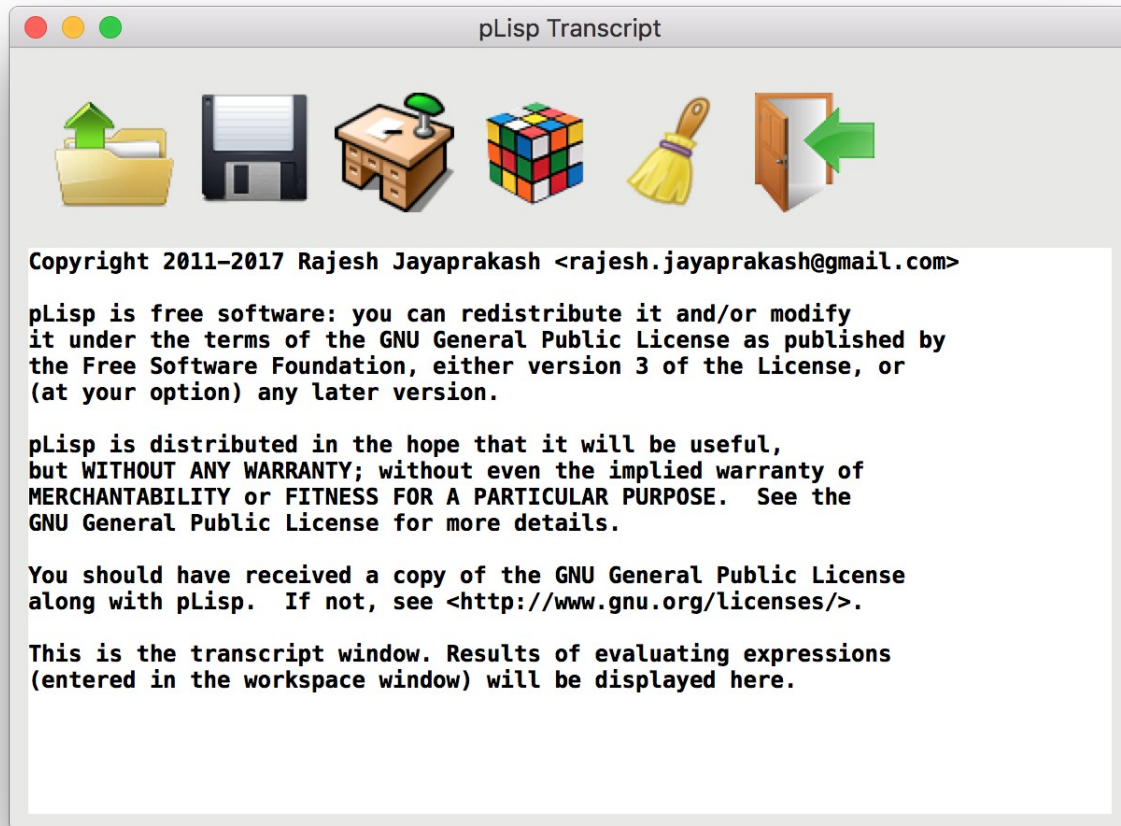 pLisp Transcript
Copyright 2011-2017 Rajesh Jayaprakash <rajesh.jayaprakash@gmail.com>
pLisp is free software: you can redistribute it and/or modify
it under the terms of the GNU General Public License as published by
the Free Software Foundation, either version 3 of the License, or
(at your option) any later version.
pLisp is distributed in the hope that it will be useful,
but WITHOUT ANY WARRANTY; without even the implied warranty of
MERCHANTABILITY or FITNESS FOR A PARTICULAR PURPOSE.  See the
GNU General Public License for more details.
You should have received a copy of the GNU General Public License
along with pLisp.  If not, see <http://www.gnu.org/licenses/>.
This is the transcript window. Results of evaluating expressions
(entered in the workspace window) will be displayed here.